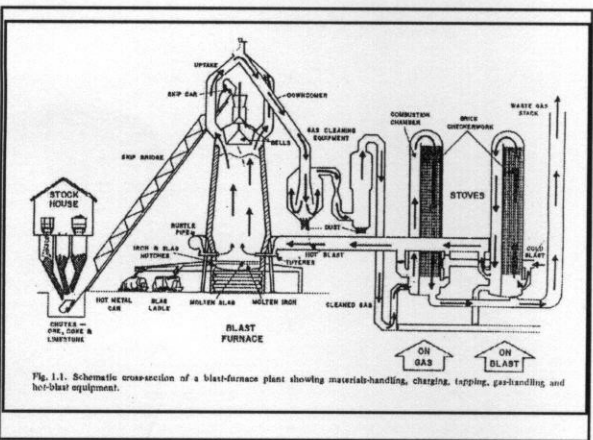 UPTAKE
SKIP CAR
DOWNCOMER
BELLS
GAS CLEANING
EQUIPMENT
COMBUSTION
CHAMBER
BRICK
CHECKERWORK
WASTE GAS
STACK
SKIP BRIDGE
STOCK
HOUSE
STOVES
BUSTLE
PIPE
DUST
HOT BLAST
COLD
BLAST
IRON & SLAG
NOTCHES
TUYERES
HOT METAL
CAR
SLAG
LADLE
MOLTEN SLAG
MOLTEN IRON
CLEANED GAS
CHUTES —
ORE, COKE &
LIMESTONE
BLAST
FURNACE
ON
GAS
ON
BLAST
Fig. 1.1. Schematic cross-section of a blast-furnace plant showing materials-handling, charging, tapping, gas-handling and
hot-blast equipment.